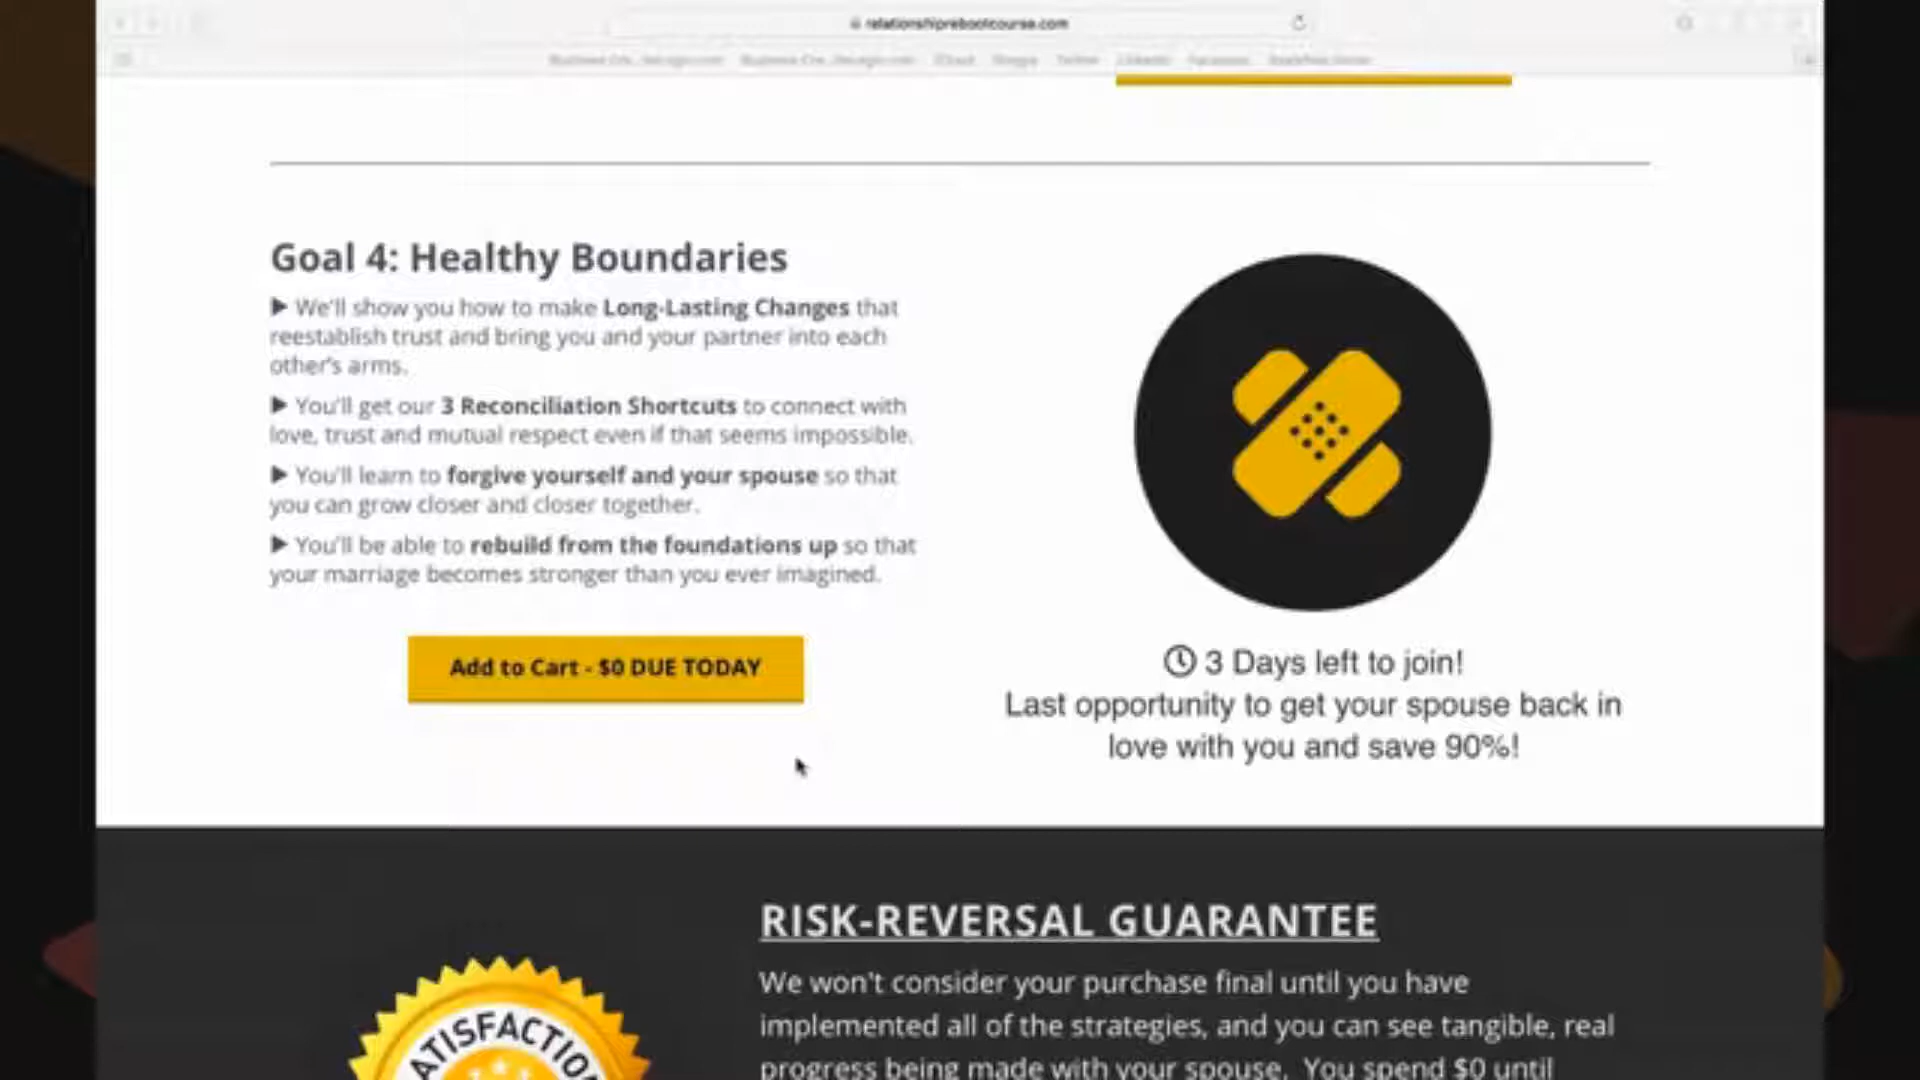 relationshiprebootcourse.com
iCloud Google Twitter LinkedIn Facebook
Goal 4: Healthy Boundaries
▶ We'll show you how to make Long-Lasting Changes that
reestablish trust and bring you and your partner into each
other's arms.
▶ You'll get our 3 Reconciliation Shortcuts to connect with
love, trust and mutual respect even if that seems impossible.
▶ You'll learn to forgive yourself and your spouse so that
you can grow closer and closer together.
▶ You'll be able to rebuild from the foundations up so that
your marriage becomes stronger than you ever imagined.
Add to Cart - $0 DUE TODAY
3 Days left to join!
Last opportunity to get your spouse back in
love with you and save 90%!
RISK-REVERSAL GUARANTEE
We won't consider your purchase final until you have
implemented all of the strategies, and you can see tangible, real
progress being made with your spouse. You spend $0 until
ATISFACTION